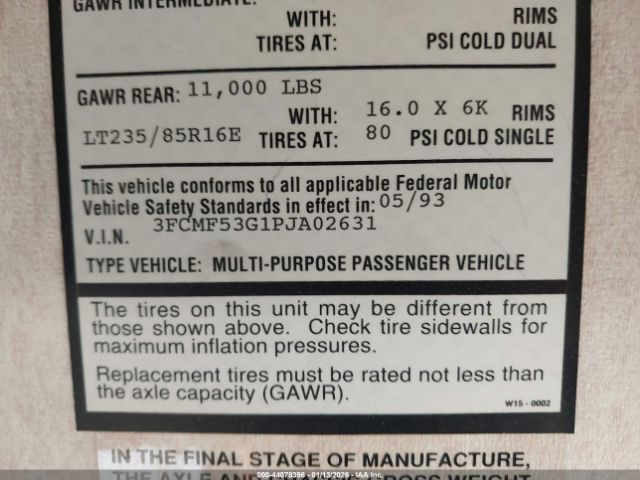 GAWR INTERMEDIATE:
WITH: RIMS
TIRES AT: PSI COLD DUAL
GAWR REAR: 11,000 LBS
WITH: 16.0 X 6K RIMS
LT235/85R16E TIRES AT: 80 PSI COLD SINGLE
This vehicle conforms to all applicable Federal Motor
Vehicle Safety Standards in effect in: 05/93
V.I.N. 3FCMF53G1PJA02631
TYPE VEHICLE: MULTI-PURPOSE PASSENGER VEHICLE
The tires on this unit may be different from
those shown above. Check tire sidewalls for
maximum inflation pressures.
Replacement tires must be rated not less than
the axle capacity (GAWR).
W15-0002
IN THE FINAL STAGE OF MANUFACTURE,
THE AXLE AND GROSS WEIGHT
000-44078396 - 01/13/2026 - IAA Inc.